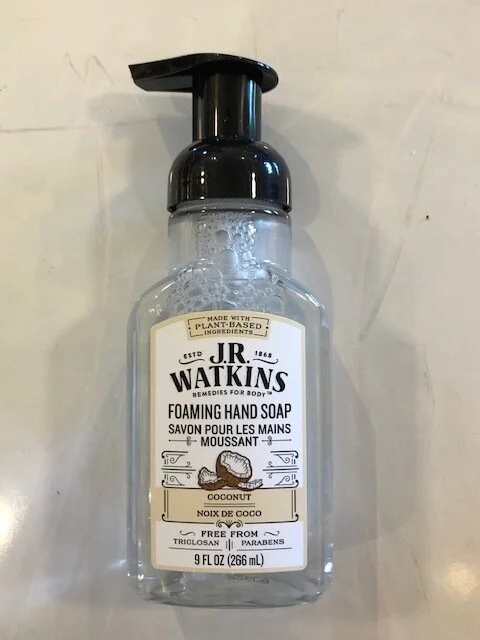 MADE WITH
PLANT-BASED
INGREDIENTS
ESTD 1868
J.R.
WATKINS
REMEDIES FOR BODY™
FOAMING HAND SOAP
SAVON POUR LES MAINS
MOUSSANT
COCONUT
NOIX DE COCO
FREE FROM
TRICLOSAN PARABENS
9 FL OZ (266 mL)